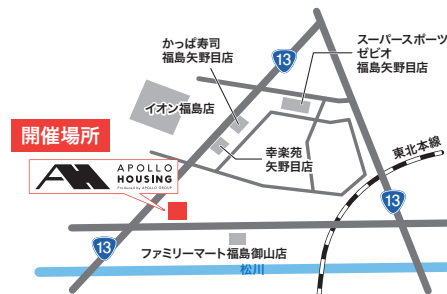 かっぱ寿司
福島矢野目店
13
スーパースポーツ
ゼビオ
福島矢野目店
イオン福島店
開催場所
幸楽苑
矢野目店
東北本線
APOLLO
HOUSING
Produced by APOLLO GROUP
13
13
ファミリーマート福島御山店
松川